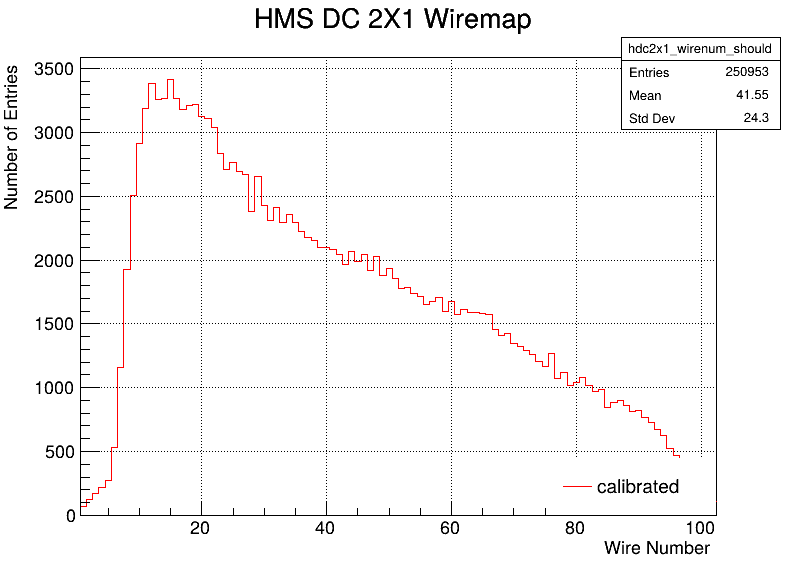 HMS DC 2X1 Wiremap
hdc2x1_wirenum_should
Entries 250953
Mean 41.55
Std Dev 24.3
Number of Entries
3500
3000
2500
2000
1500
1000
500
0
20 40 60 80 100
calibrated
Wire Number